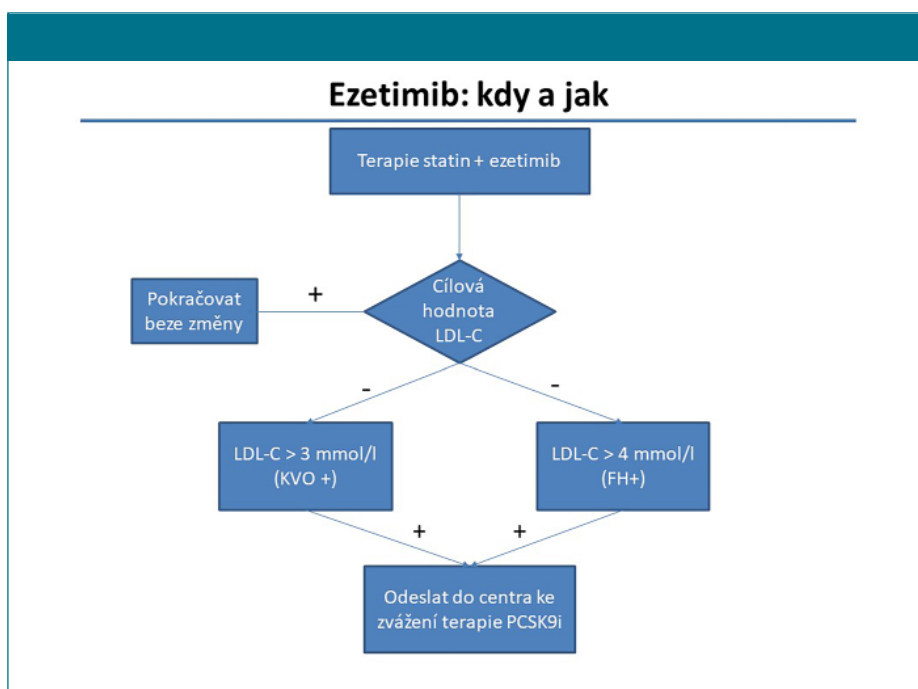 Ezetimib: kdy a jak
Terapie statin + ezetimib
Cílová
hodnota
LDL-C
+
Pokračovat
beze změny
-
-
LDL-C > 3 mmol/l
(KVO +)
LDL-C > 4 mmol/l
(FH+)
+
+
Odeslat do centra ke
zvážení terapie PCSK9i